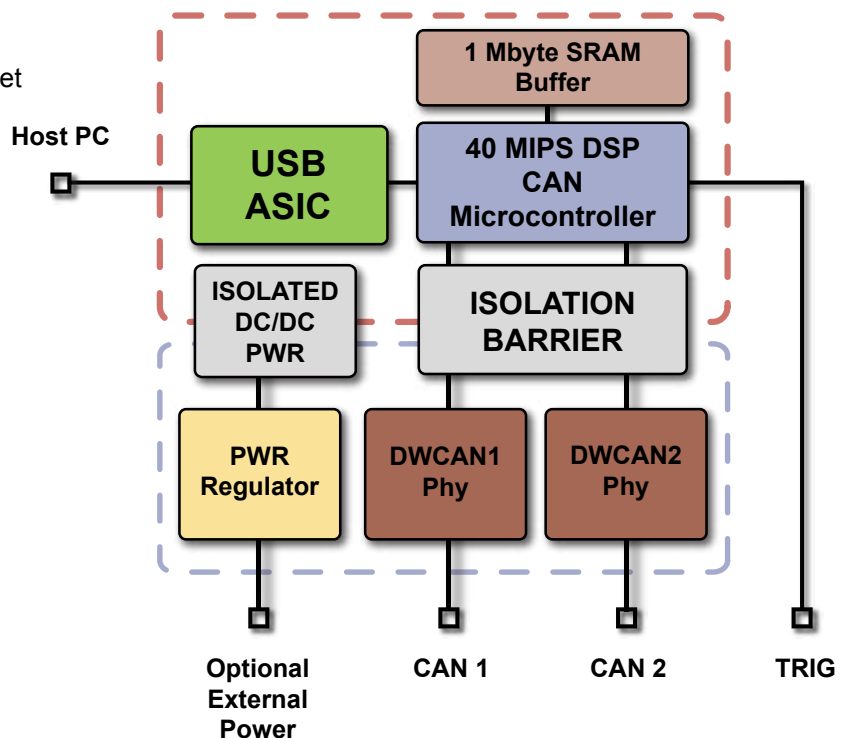 et
1 Mbyte SRAM
Buffer
Host PC
USB
ASIC
40 MIPS DSP
CAN
Microcontroller
ISOLATED
DC/DC
PWR
ISOLATION
BARRIER
PWR
Regulator
DWCAN1
Phy
DWCAN2
Phy
Optional
External
Power
CAN 1
CAN 2
TRIG